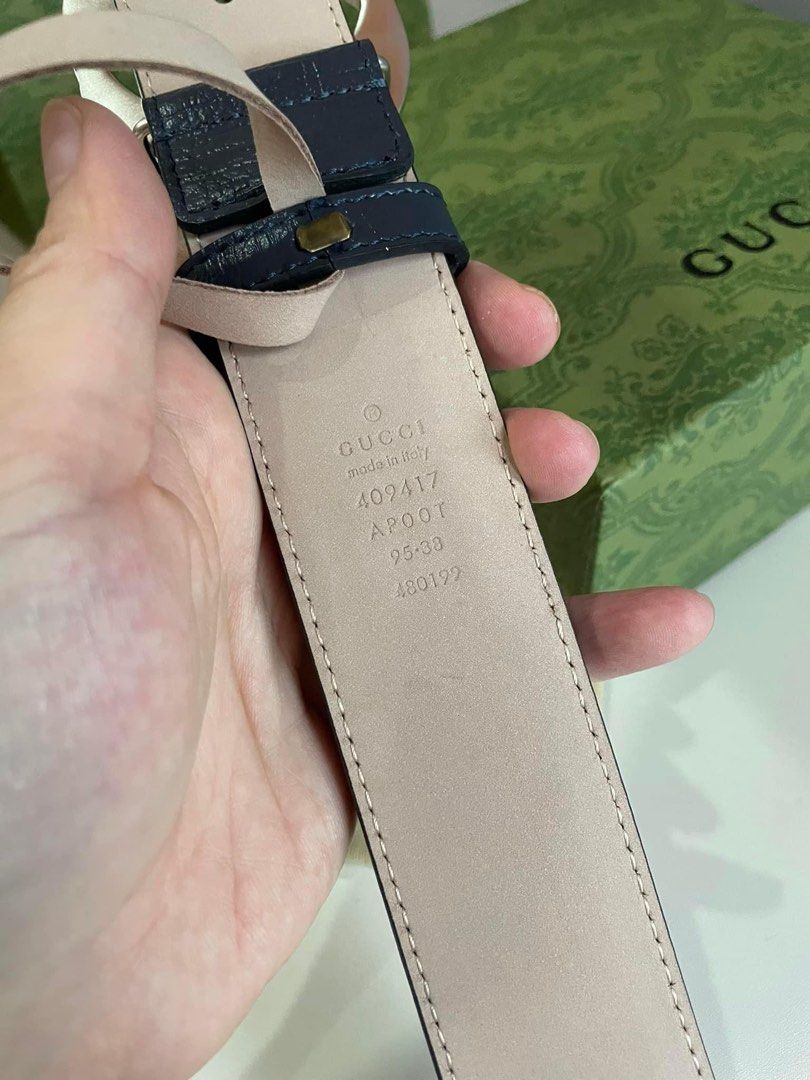 GUCCI
made in italy
409417
AP00T
95·38
480199
GUC